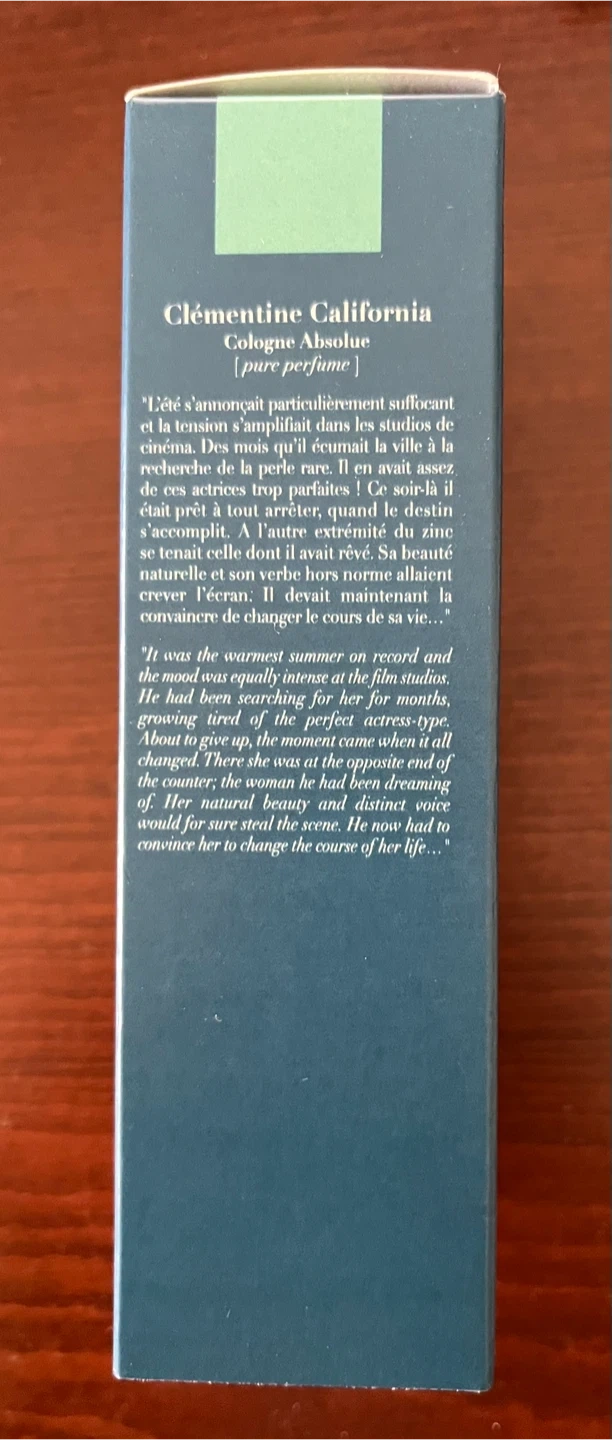 Clémentine California
Cologne Absolue
[pure perfume]
"L'été s'annonçait particulièrement suffocant
et la tension s'amplifiait dans les studios de
cinéma. Des mois qu'il écumait la ville à la
recherche de la perle rare. Il en avait assez
de ces actrices trop parfaites ! Ce soir-là il
était prêt à tout arrêter, quand le destin
s'accomplit. A l'autre extrémité du zinc
se tenait celle dont il avait rêvé. Sa beauté
naturelle et son verbe hors norme allaient
crever l'écran. Il devait maintenant la
convaincre de changer le cours de sa vie..."
"It was the warmest summer on record and
the mood was equally intense at the film studios.
He had been searching for her for months,
growing tired of the perfect actress-type.
About to give up, the moment came when it all
changed. There she was at the opposite end of
the counter; the woman he had been dreaming
of. Her natural beauty and distinct voice
would for sure steal the scene. He now had to
convince her to change the course of her life..."